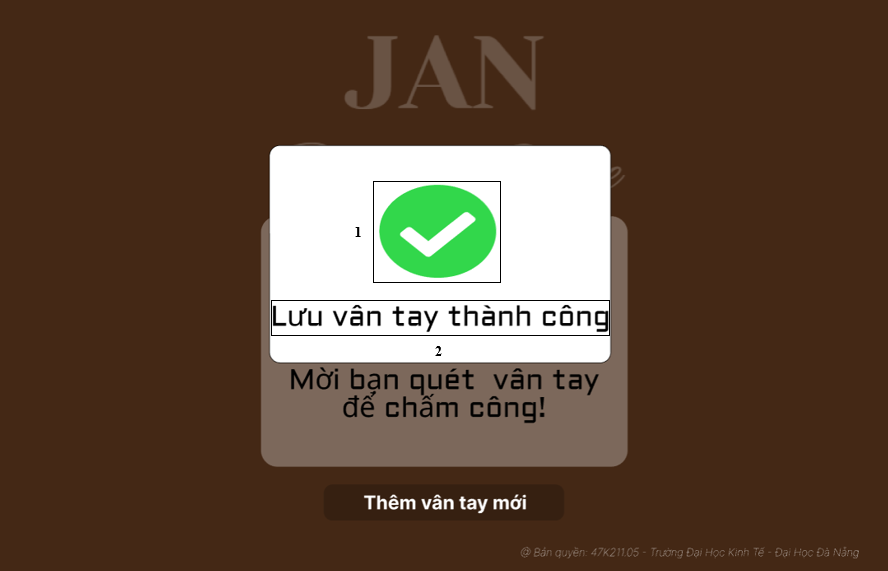 JAN
1
Lưu vân tay thành công
2
Mời bạn quét vân tay
để chấm công!
Thêm vân tay mới
@ Bản quyền: 47K211.05 - Trường Đại Học Kinh Tế - Đại Học Đà Nẵng